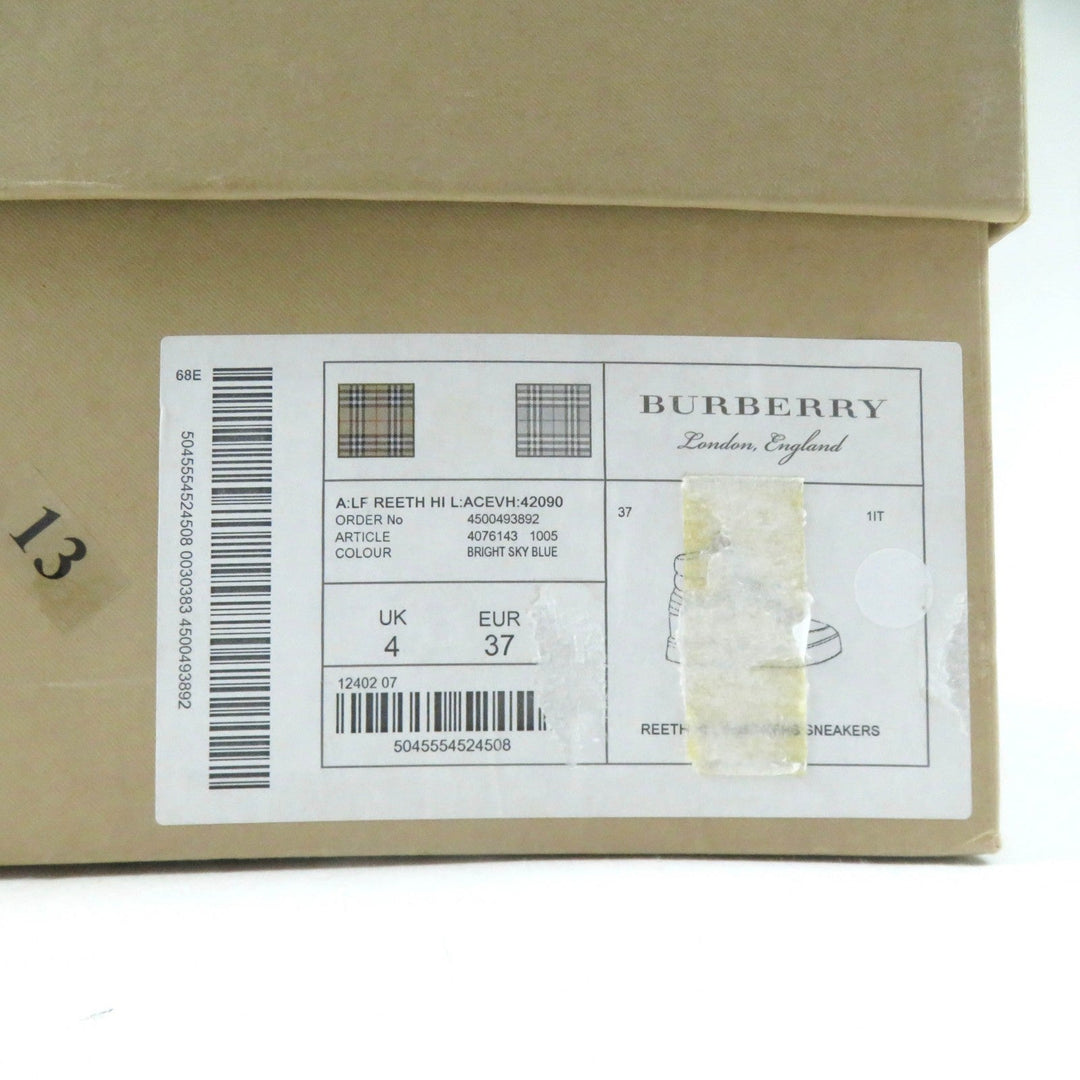 68E
5045554524508 0030383 4500493892
13
BURBERRY
London, England
A:LF REETH HI L:ACEVH:42090
ORDER No 4500493892
ARTICLE 4076143 1005
COLOUR BRIGHT SKY BLUE
37 1IT
UK EUR
4 37
12402 07
5045554524508
REETH SNEAKERS